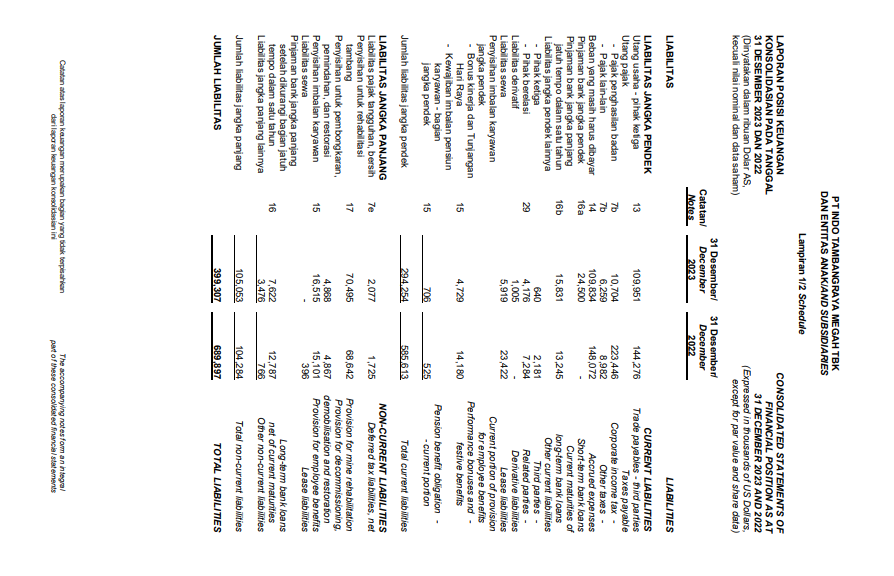 PT INDO TAMBANGRAYA MEGAH TBK
DAN ENTITAS ANAK/AND SUBSIDIARIES
Lampiran 1/2 Schedule
LAPORAN POSISI KEUANGAN CONSOLIDATED STATEMENTS OF
KONSOLIDASIAN PADA TANGGAL FINANCIAL POSITION AS AT
31 DESEMBER 2023 DAN 2022 31 DECEMBER 2023 AND 2022
(Dinyatakan dalam ribuan Dolar AS, (Expressed in thousands of US Dollars,
kecuali nilai nominal dan data saham) except for par value and share data)
31 Desember/ 31 Desember/
Catatan/ December December
Notes 2023 2022
LIABILITAS LIABILITIES
LIABILITAS JANGKA PENDEK CURRENT LIABILITIES
Utang usaha - pihak ketiga 13 109,951 144,276 Trade payables - third parties
Utang pajak Taxes payable
- Pajak penghasilan badan 7b 10,704 223,446 Corporate income tax -
- Pajak lain-lain 7b 6,259 8,982 Other taxes -
Beban yang masih harus dibayar 14 109,834 148,072 Accrued expenses
Pinjaman bank jangka pendek 16a 24,500 - Short-term bank loans
Pinjaman bank jangka panjang Current maturities of
jatuh tempo dalam satu tahun 16b 15,831 13,245 long-term bank loans
Liabilitas jangka pendek lainnya Other current liabilities
- Pihak ketiga 640 2,181 Third parties -
- Pihak berelasi 29 4,176 7,284 Related parties -
Liabilitas derivatif 1,005 - Derivative liabilities
Liabilitas sewa 5,919 23,422 Lease liabilities
Penyisihan imbalan karyawan Current portion of provision
jangka pendek for employee benefits
- Bonus kinerja dan Tunjangan Performance bonuses and -
Hari Raya 15 4,729 14,180 festive benefits
- Kewajiban imbalan pensiun Pension benefit obligation -
karyawan - bagian - current portion
jangka pendek 15 706 525
Jumlah liabilitas jangka pendek 294,254 585,613 Total current liabilities
LIABILITAS JANGKA PANJANG NON-CURRENT LIABILITIES
Liabilitas pajak tangguhan, bersih 7e 2,077 1,725 Deferred tax liabilities, net
Penyisihan untuk rehabilitasi
tambang 17 70,495 68,642 Provision for mine rehabilitation
Penyisihan untuk pembongkaran, Provision for decommissioning,
pemindahan, dan restorasi 4,868 4,867 demobilisation and restoration
Penyisihan imbalan karyawan 15 16,515 15,101 Provision for employee benefits
Liabilitas sewa - 396 Lease liabilities
Pinjaman bank jangka panjang
setelah dikurangi bagian jatuh Long-term bank loans
tempo dalam satu tahun 16 7,622 12,787 net of current maturities
Liabilitas jangka panjang lainnya 3,476 766 Other non-current liabilities
Jumlah liabilitas jangka panjang 105,053 104,284 Total non-current liabilities
JUMLAH LIABILITAS 399,307 689,897 TOTAL LIABILITIES
Catatan atas laporan keuangan merupakan bagian yang tidak terpisahkan The accompanying notes form an integral
dari laporan keuangan konsolidasian ini part of these consolidated financial statements